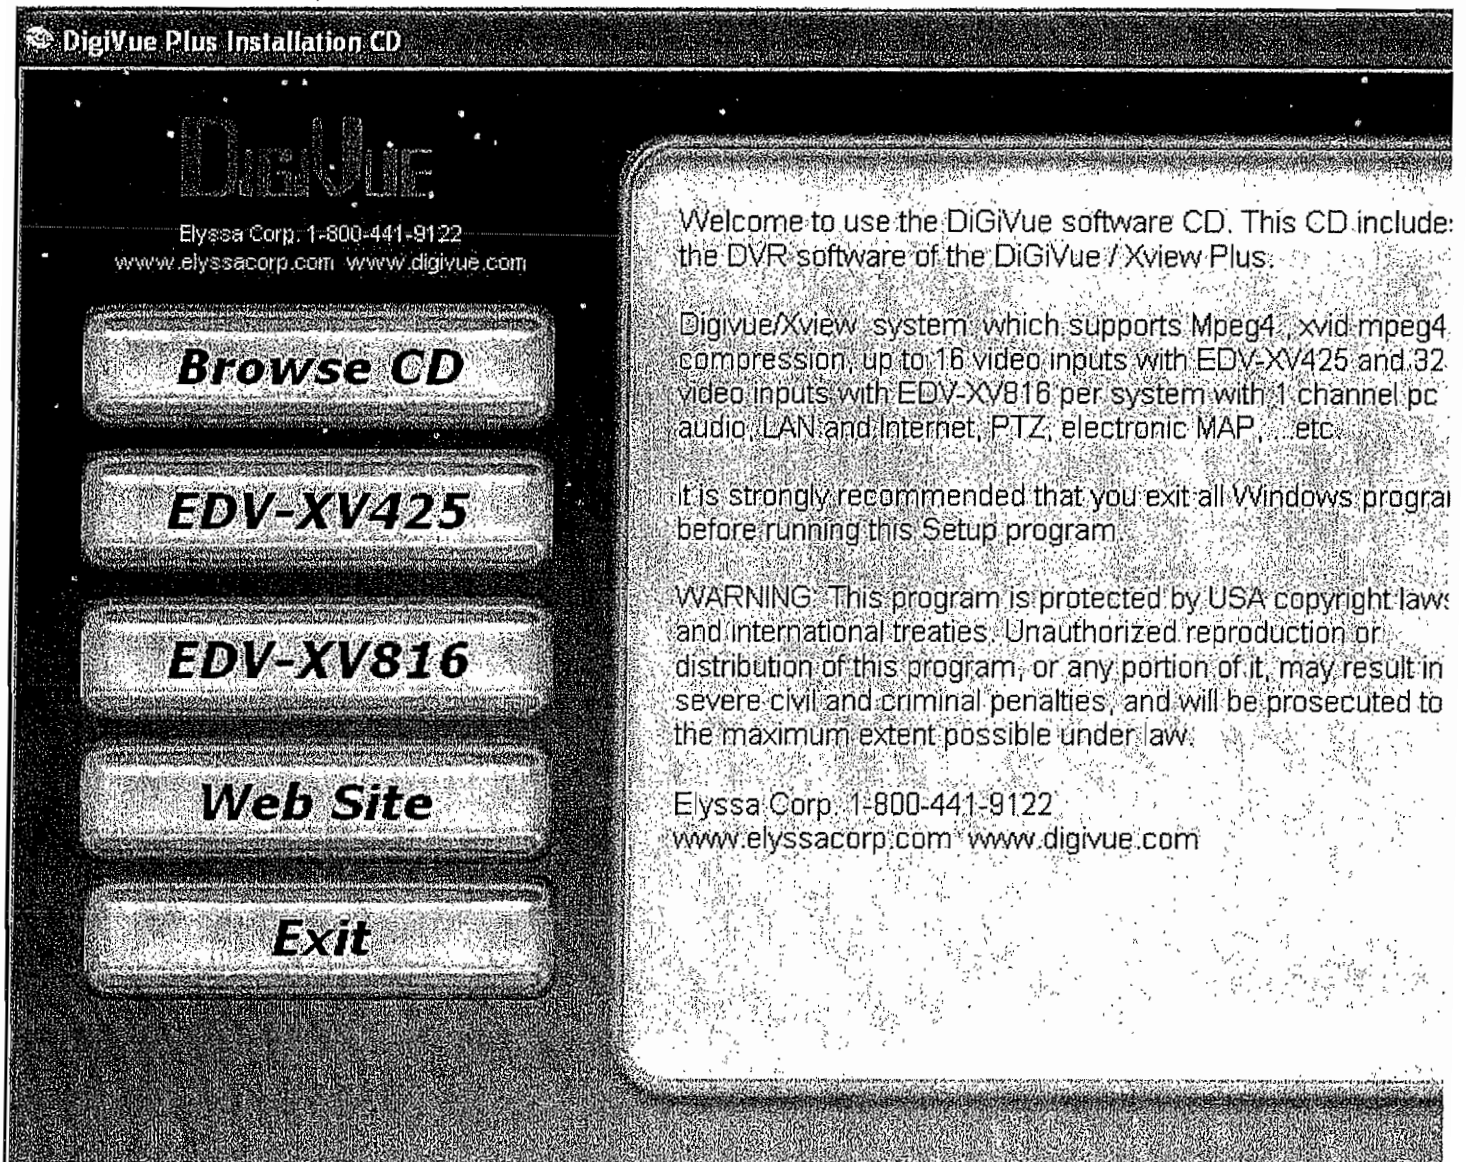 DigiVue Plus Installation CD
DIGIVUE
Elyssa Corp. 1-800-441-9122
www.elyssacorp.com www.digivue.com
Browse CD
EDV-XV425
EDV-XV816
Web Site
Exit
Welcome to use the DiGiVue software CD. This CD include
the DVR software of the DiGiVue / Xview Plus.
Digivue/Xview system which supports Mpeg4, xvid mpeg4
compression, up to 16 video inputs with EDV-XV425 and 32
video inputs with EDV-XV816 per system with 1 channel pc
audio, LAN and Internet, PTZ, electronic MAP, ...etc.
It is strongly recommended that you exit all Windows
before running this Setup program.
WARNING: This program is protected by USA copyright laws
and international treaties. Unauthorized reproduction or
distribution of this program, or any portion of it, may result in
severe civil and criminal penalties, and will be prosecuted to
the maximum extent possible under law.
Elyssa Corp. 1-800-441-9122
www.elyssacorp.com www.digivue.com